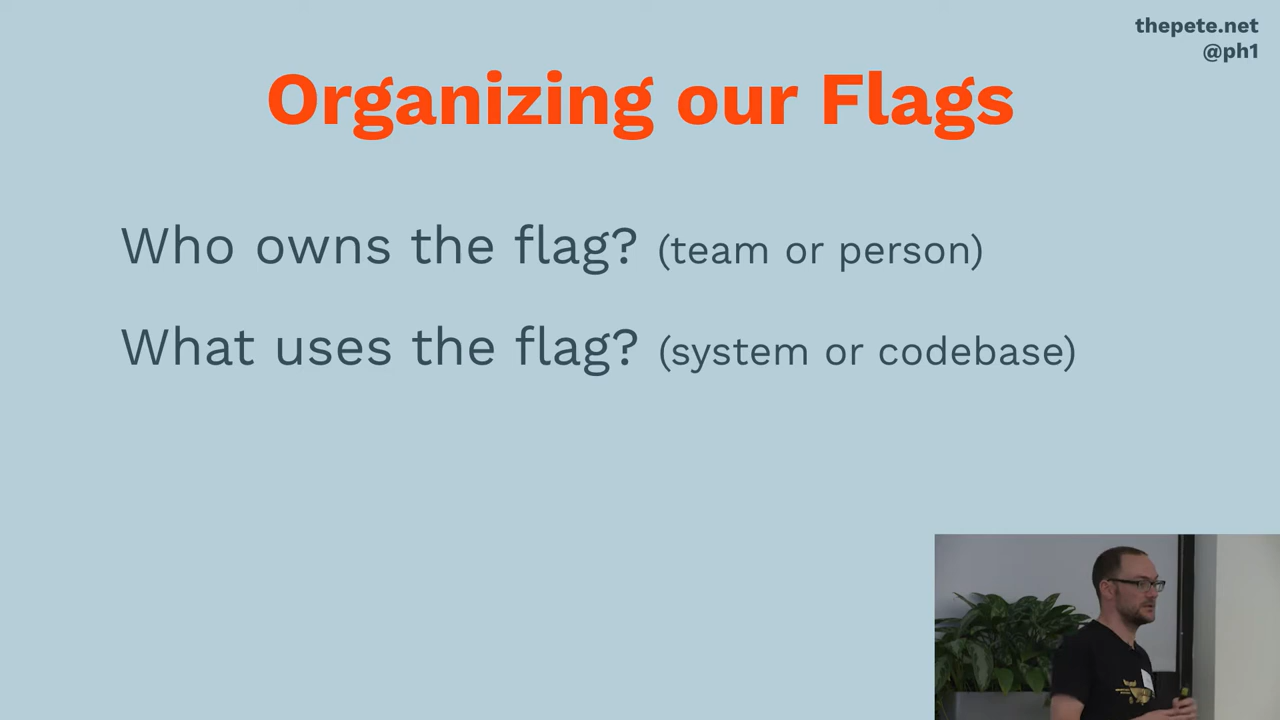 thepete.net
@ph1
Organizing our Flags
Who owns the flag? (team or person)
What uses the flag? (system or codebase)